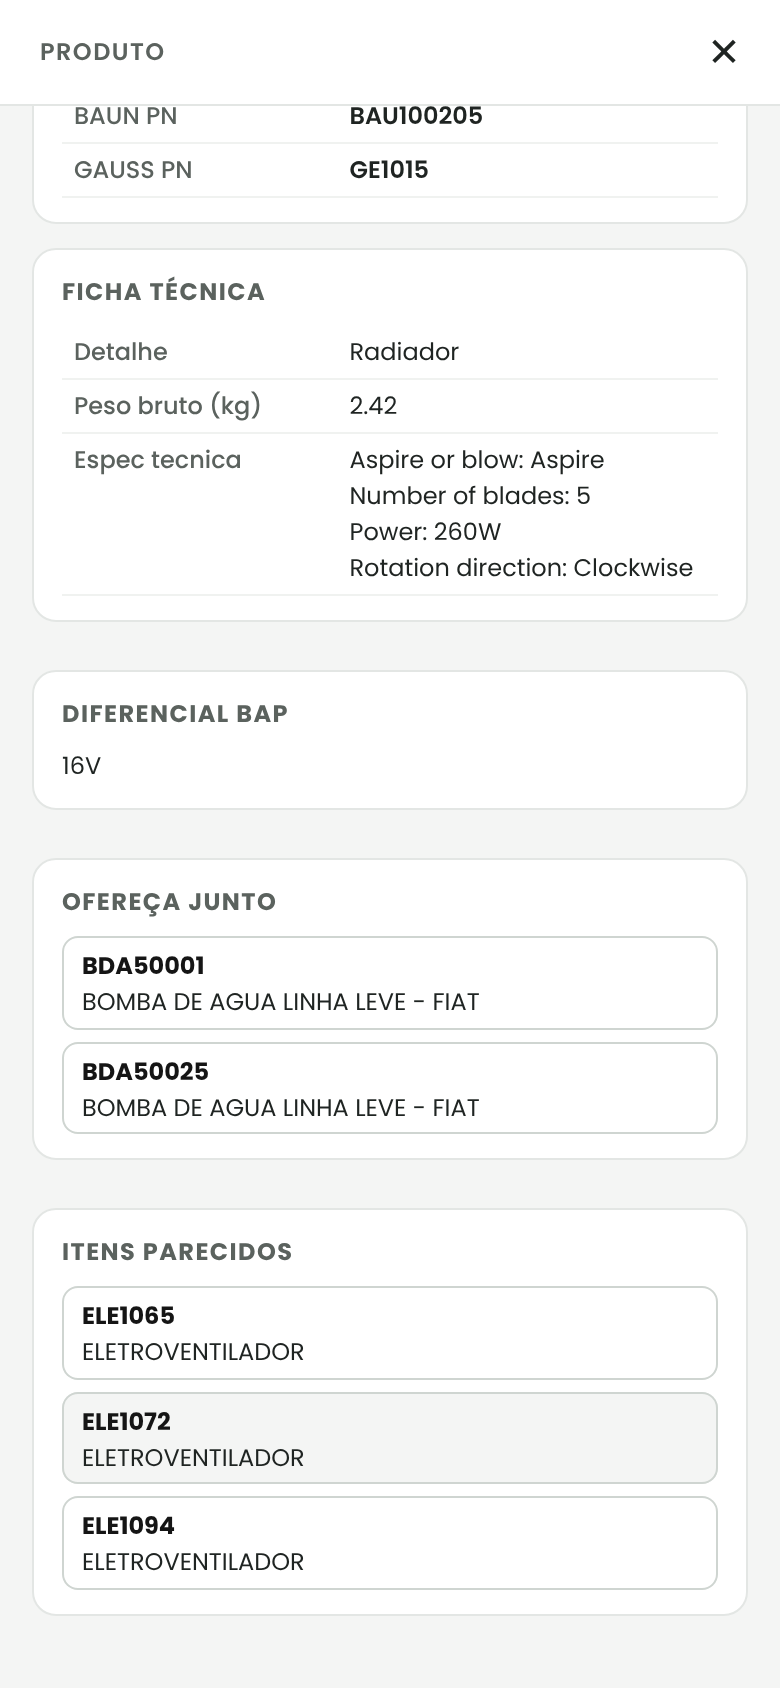 PRODUTO
BAUN PN BAU100205
GAUSS PN GE1015
FICHA TÉCNICA
Detalhe Radiador
Peso bruto (kg) 2.42
Espec tecnica Aspire or blow: Aspire
Number of blades: 5
Power: 260W
Rotation direction: Clockwise
DIFERENCIAL BAP
16V
OFEREÇA JUNTO
BDA50001
BOMBA DE AGUA LINHA LEVE - FIAT
BDA50025
BOMBA DE AGUA LINHA LEVE - FIAT
ITENS PARECIDOS
ELE1065
ELETROVENTILADOR
ELE1072
ELETROVENTILADOR
ELE1094
ELETROVENTILADOR